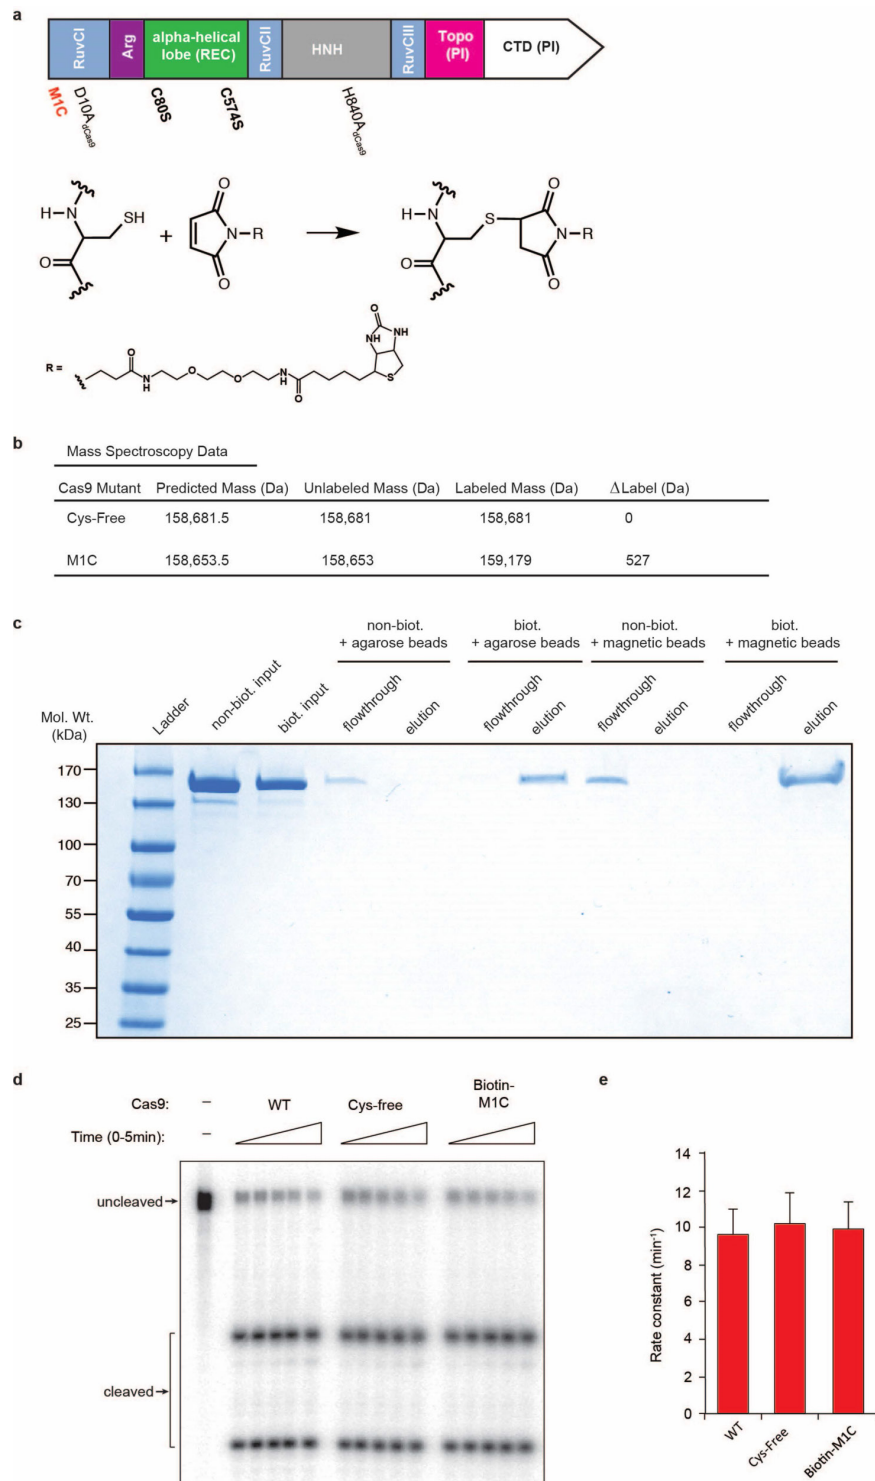 a
RuvCI
Arg
alpha-helical
lobe (REC)
RuvCII
HNH
RuvCIII
Topo
(PI)
CTD (PI)
M1C
D10A dCas9
C80S
C574S
H840A dCas9
H-N
SH
O
+
O
N-R
O
H-N
S
O
O
N-R
O
R =
O
N
H
O
O
H
N
O
O
NH
NH
S
b
Mass Spectroscopy Data
Cas9 Mutant Predicted Mass (Da) Unlabeled Mass (Da) Labeled Mass (Da) ΔLabel (Da)
Cys-Free 158,681.5 158,681 158,681 0
M1C 158,653.5 158,653 159,179 527
c
non-biot.
+ agarose beads
biot.
+ agarose beads
non-biot.
+ magnetic beads
biot.
+ magnetic beads
Mol. Wt.
(kDa)
Ladder
non-biot. input
biot. input
flowthrough
elution
flowthrough
elution
flowthrough
elution
flowthrough
elution
170
130
100
70
55
40
35
25
d
Cas9: – WT Cys-free Biotin-
M1C
Time (0-5min): –
uncleaved
cleaved
e
Rate constant (min⁻¹)
14
12
10
8
6
4
2
0
WT
Cys-Free
Biotin-M1C